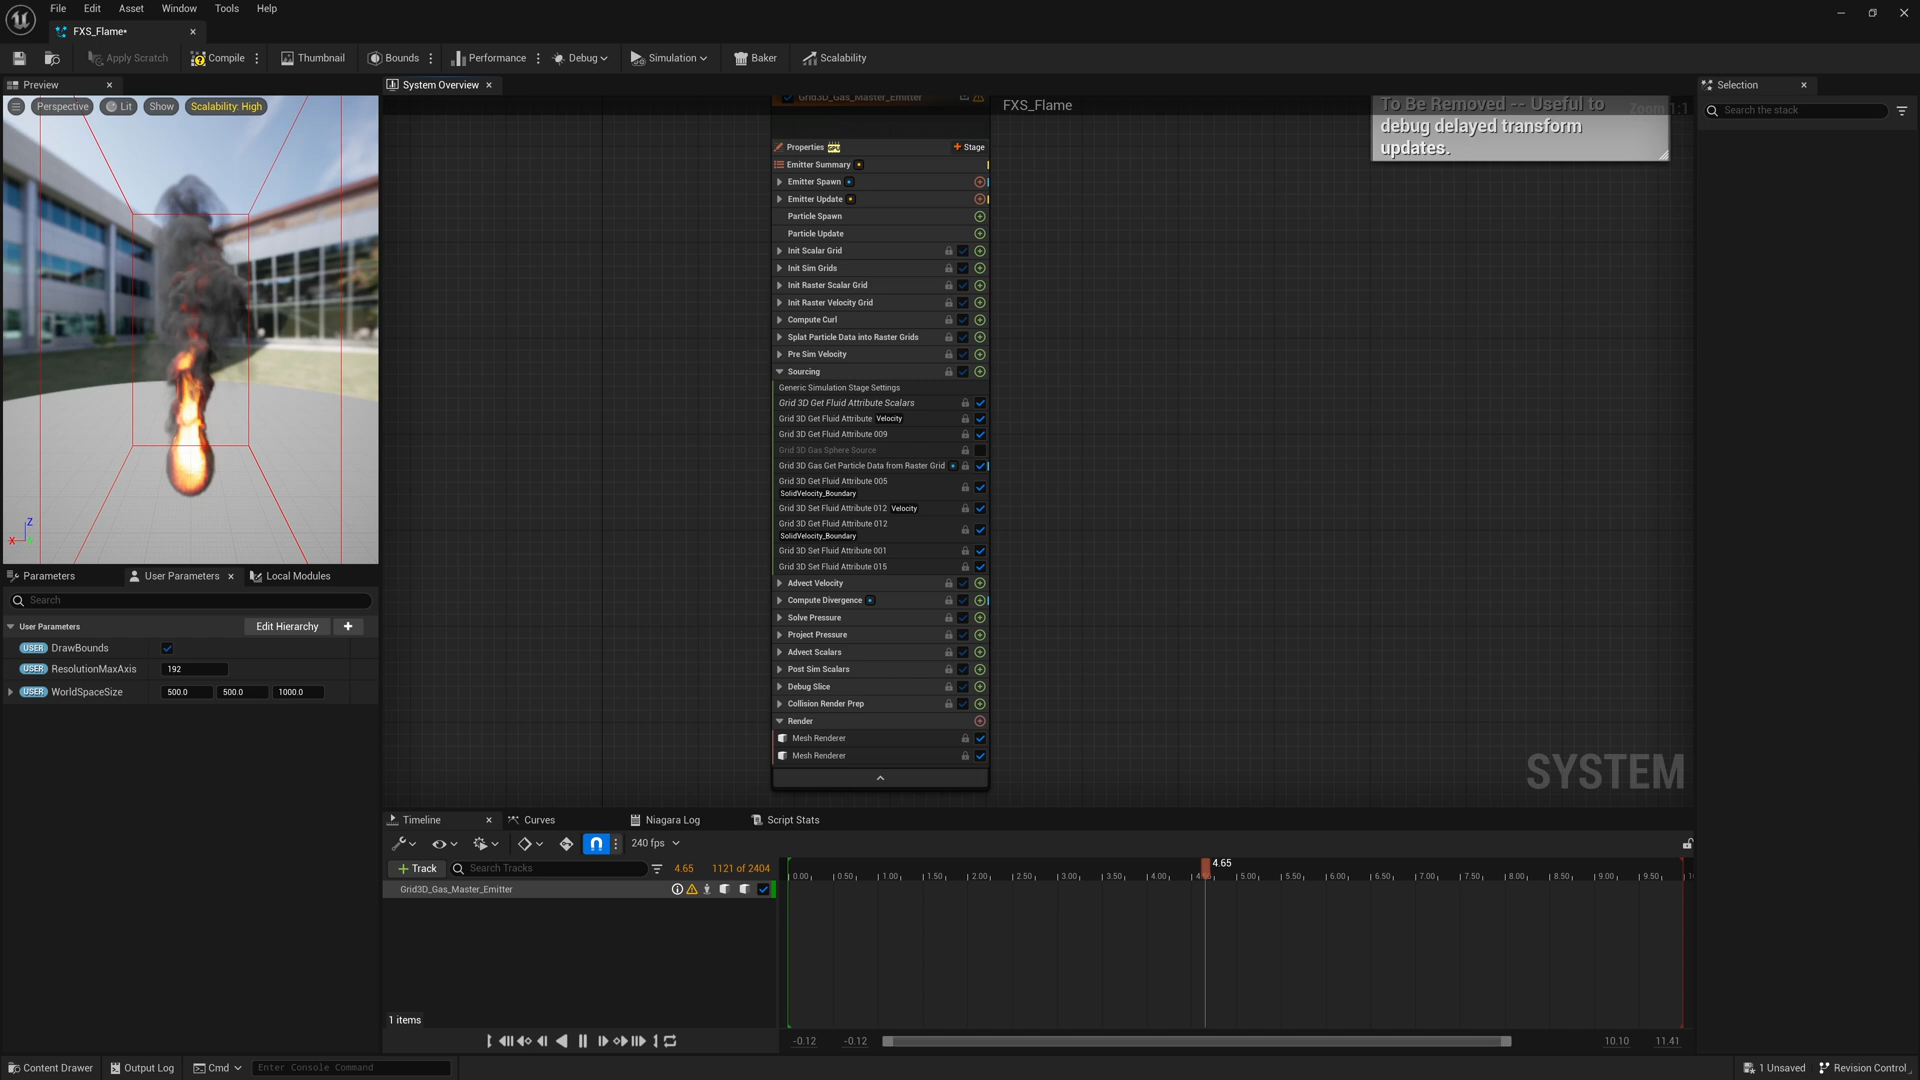 File Edit Asset Window Tools Help
FXS_Flame*
Apply Scratch Compile Thumbnail Bounds Performance Debug Simulation Baker Scalability
Preview
Perspective Lit Show Scalability: High
Z
X
Parameters User Parameters Local Modules
Search
User Parameters Edit Hierarchy
USER DrawBounds
USER ResolutionMaxAxis 192
USER WorldSpaceSize 500.0 500.0 1000.0
System Overview
Grid3D_Gas_Master_Emitter
FXS_Flame
To Be Removed -- Useful to
debug delayed transform
updates.
Zoom 1:1
Properties GPU Stage
Emitter Summary
Emitter Spawn
Emitter Update
Particle Spawn
Particle Update
Init Scalar Grid
Init Sim Grids
Init Raster Scalar Grid
Init Raster Velocity Grid
Compute Curl
Splat Particle Data into Raster Grids
Pre Sim Velocity
Sourcing
Generic Simulation Stage Settings
Grid 3D Get Fluid Attribute Scalars
Grid 3D Get Fluid Attribute Velocity
Grid 3D Get Fluid Attribute 009
Grid 3D Gas Sphere Source
Grid 3D Gas Get Particle Data from Raster Grid
Grid 3D Get Fluid Attribute 005
SolidVelocity_Boundary
Grid 3D Set Fluid Attribute 012 Velocity
Grid 3D Get Fluid Attribute 012
SolidVelocity_Boundary
Grid 3D Set Fluid Attribute 001
Grid 3D Set Fluid Attribute 015
Advect Velocity
Compute Divergence
Solve Pressure
Project Pressure
Advect Scalars
Post Sim Scalars
Debug Slice
Collision Render Prep
Render
Mesh Renderer
Mesh Renderer
SYSTEM
Selection
Search the stack
Timeline Curves Niagara Log Script Stats
240 fps
Track Search Tracks 4.65 1121 of 2404
Grid3D_Gas_Master_Emitter
4.65
0.00 0.50 1.00 1.50 2.00 2.50 3.00 3.50 4.00 5.00 5.50 6.00 6.50 7.00 7.50 8.00 8.50 9.00 9.50
1 items
-0.12 -0.12 10.10 11.41
Content Drawer Output Log Cmd Enter Console Command 1 Unsaved Revision Control